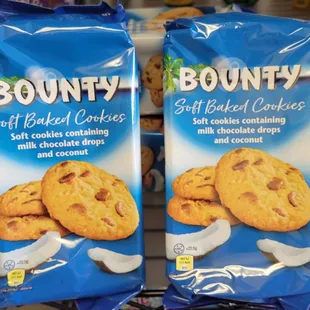 BOUNTY
Soft Baked Cookies
Soft cookies containing
milk chocolate drops
and coconut
BOUNTY
Soft Baked Cookies
Soft cookies containing
milk chocolate drops
and coconut